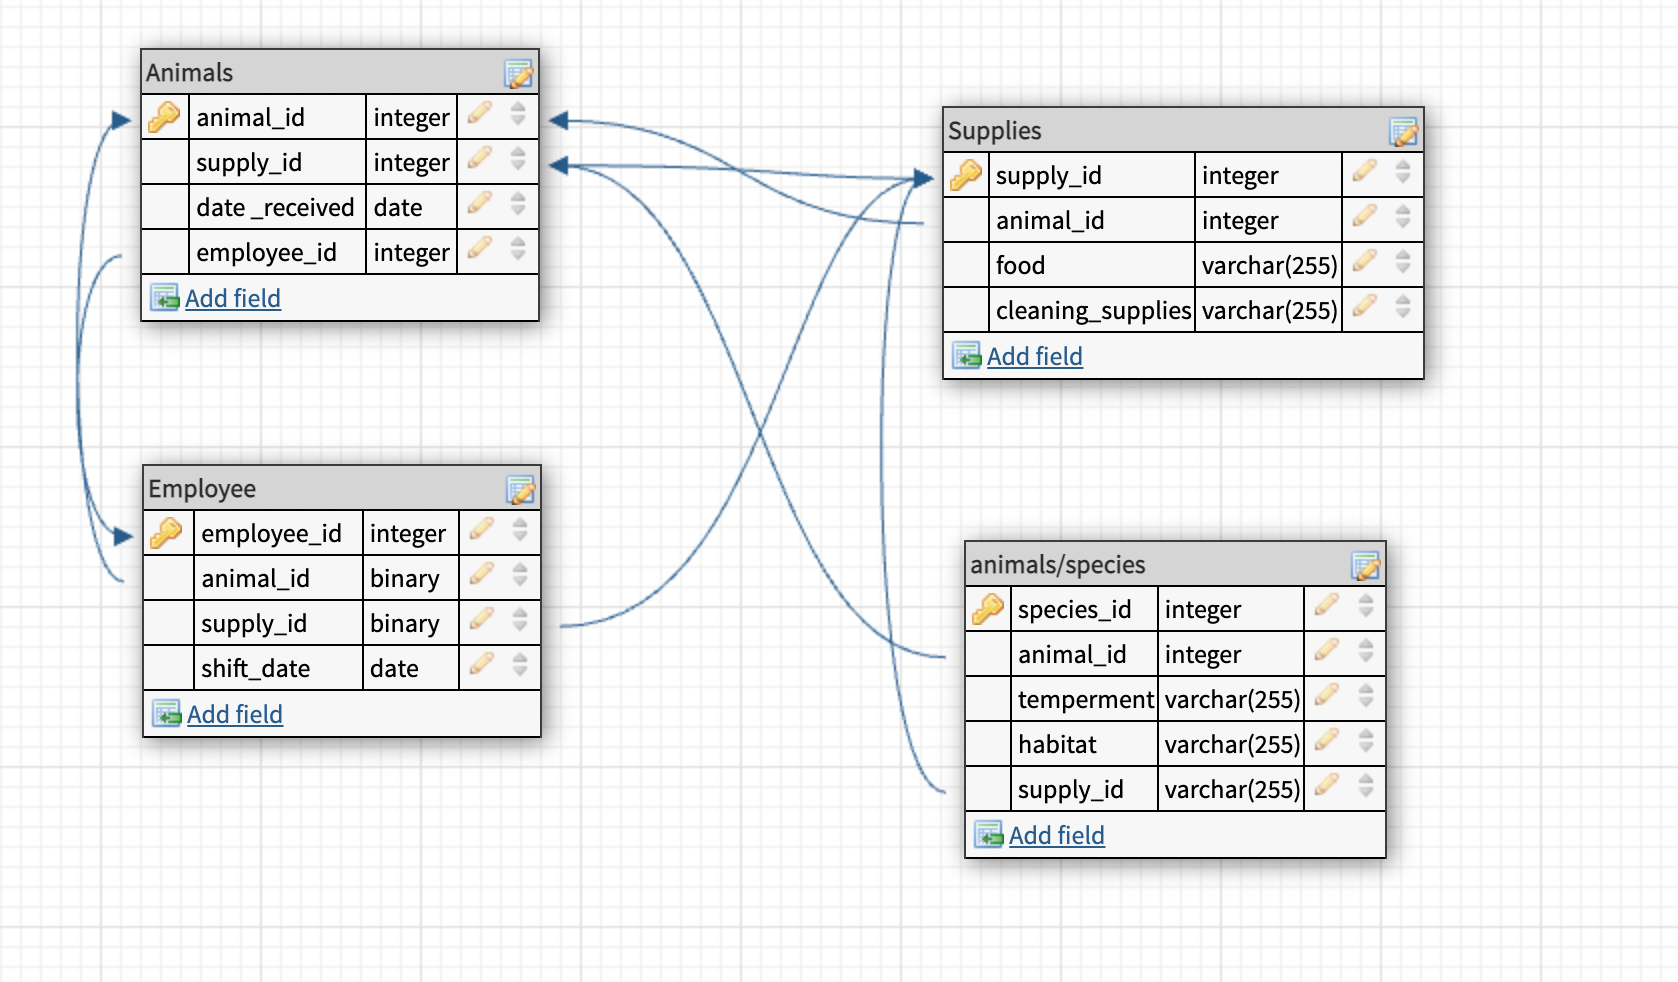 Animals
animal_id integer
supply_id integer
date _received date
employee_id integer
Add field
Supplies
supply_id integer
animal_id integer
food varchar(255)
cleaning_supplies varchar(255)
Add field
Employee
employee_id integer
animal_id binary
supply_id binary
shift_date date
Add field
animals/species
species_id integer
animal_id integer
temperment varchar(255)
habitat varchar(255)
supply_id varchar(255)
Add field